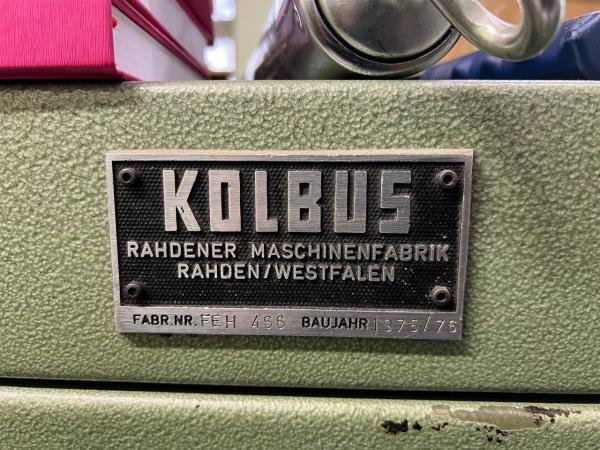 KOLBUS
RAHDENER MASCHINENFABRIK
RAHDEN/WESTFALEN
FABR.NR. FEH 466 BAUJAHR 1975/76